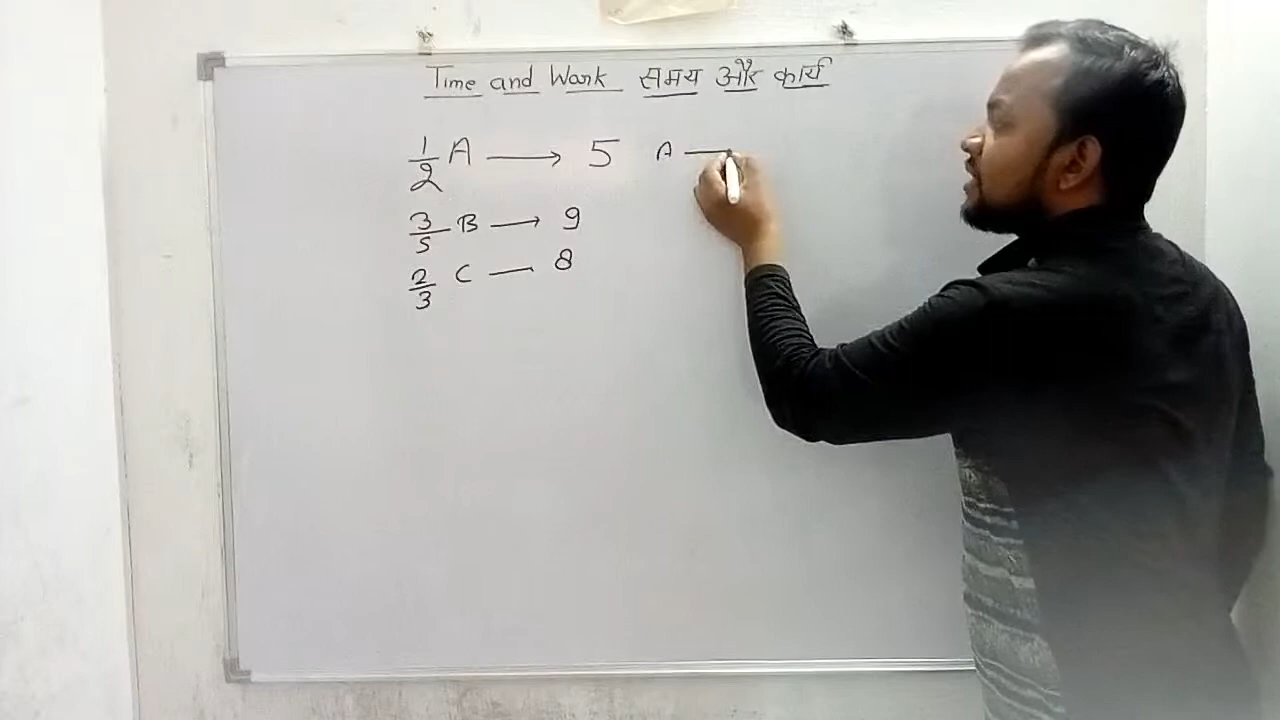 Time and Work समय और कार्य
1/2 A → 5 A —
3/5 B → 9
2/3 C — 8